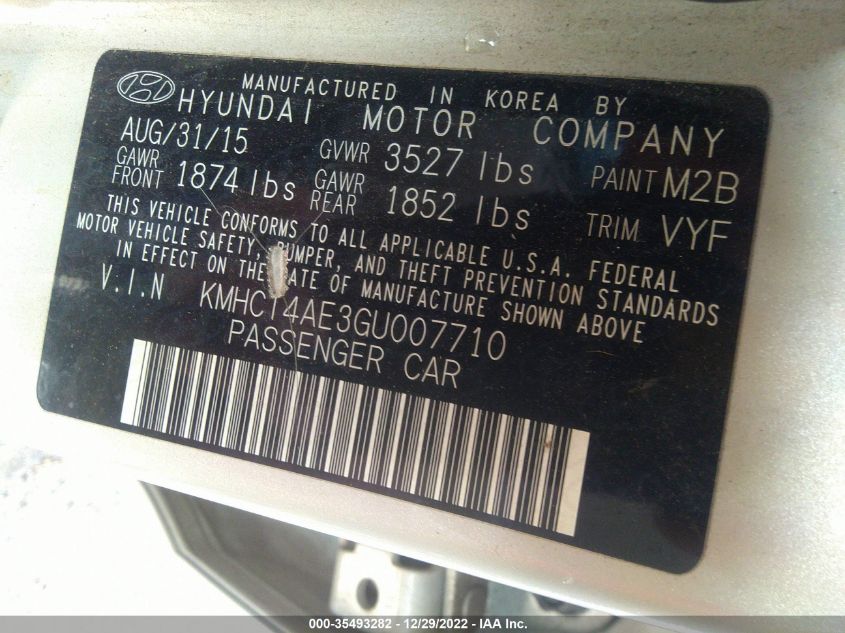 MANUFACTURED IN KOREA BY
HYUNDAI MOTOR COMPANY
AUG/31/15 GVWR 3527 lbs PAINT M2B
GAWR FRONT 1874 lbs GAWR REAR 1852 lbs TRIM VYF
THIS VEHICLE CONFORMS TO ALL APPLICABLE U.S.A. FEDERAL
MOTOR VEHICLE SAFETY, BUMPER, AND THEFT PREVENTION STANDARDS
IN EFFECT ON THE DATE OF MANUFACTURE SHOWN ABOVE
V.I.N KMHCT4AE3GU007710
PASSENGER CAR
000-35493282 - 12/29/2022 - IAA Inc.